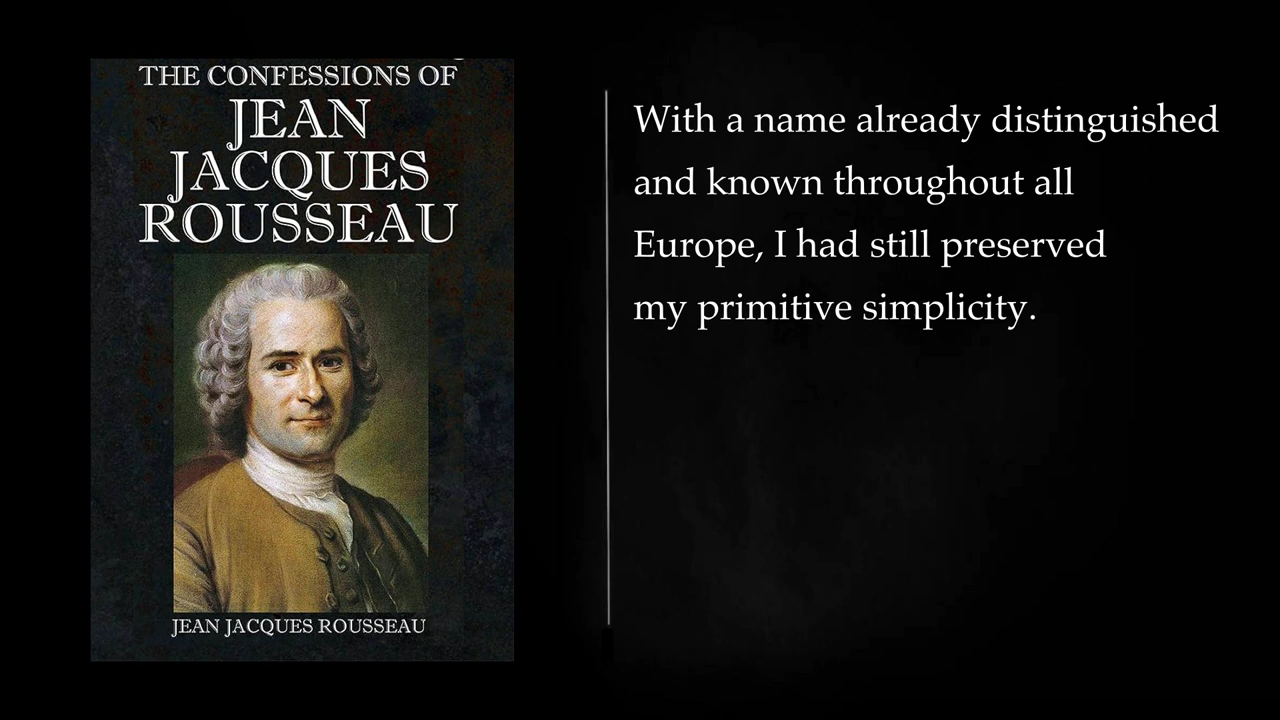 THE CONFESSIONS OF
JEAN
JACQUES
ROUSSEAU
JEAN JACQUES ROUSSEAU
With a name already distinguished
and known throughout all
Europe, I had still preserved
my primitive simplicity.